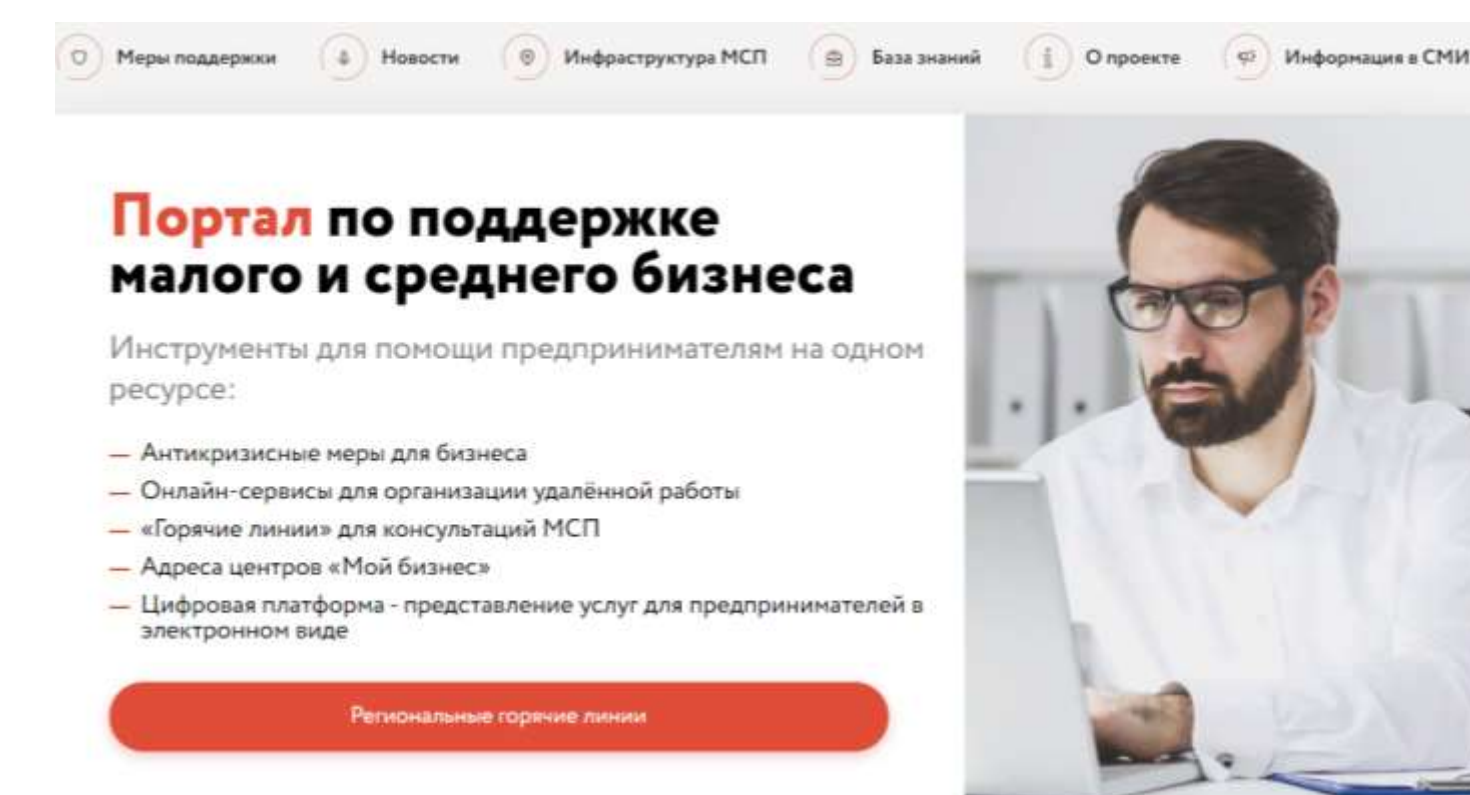 Меры поддержки
Новости
Инфраструктура МСП
База знаний
О проекте
Информация в СМИ
Портал по поддержке
малого и среднего бизнеса
Инструменты для помощи предпринимателям на одном
ресурсе:
— Антикризисные меры для бизнеса
— Онлайн-сервисы для организации удалённой работы
— «Горячие линии» для консультаций МСП
— Адреса центров «Мой бизнес»
— Цифровая платформа - представление услуг для предпринимателей в
электронном виде
Региональные горячие линии